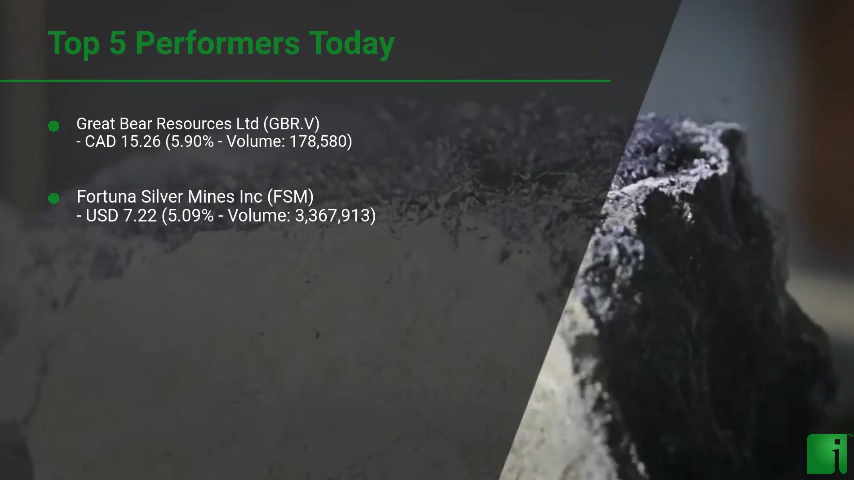 Top 5 Performers Today
Great Bear Resources Ltd (GBR.V)
- CAD 15.26 (5.90% - Volume: 178,580)
Fortuna Silver Mines Inc (FSM)
- USD 7.22 (5.09% - Volume: 3,367,913)
i